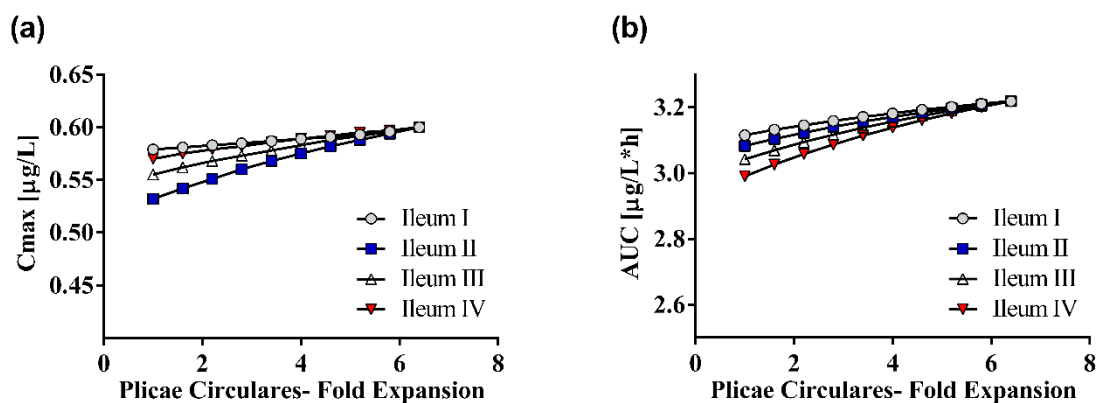 (a)
Cmax [µg/L]
0.65
0.60
0.55
0.50
0.45
0 2 4 6 8
Plicae Circulares- Fold Expansion
Ileum I
Ileum II
Ileum III
Ileum IV
(b)
AUC [µg/L*h]
3.2
3.0
2.8
2.6
0 2 4 6 8
Plicae Circulares- Fold Expansion
Ileum I
Ileum II
Ileum III
Ileum IV